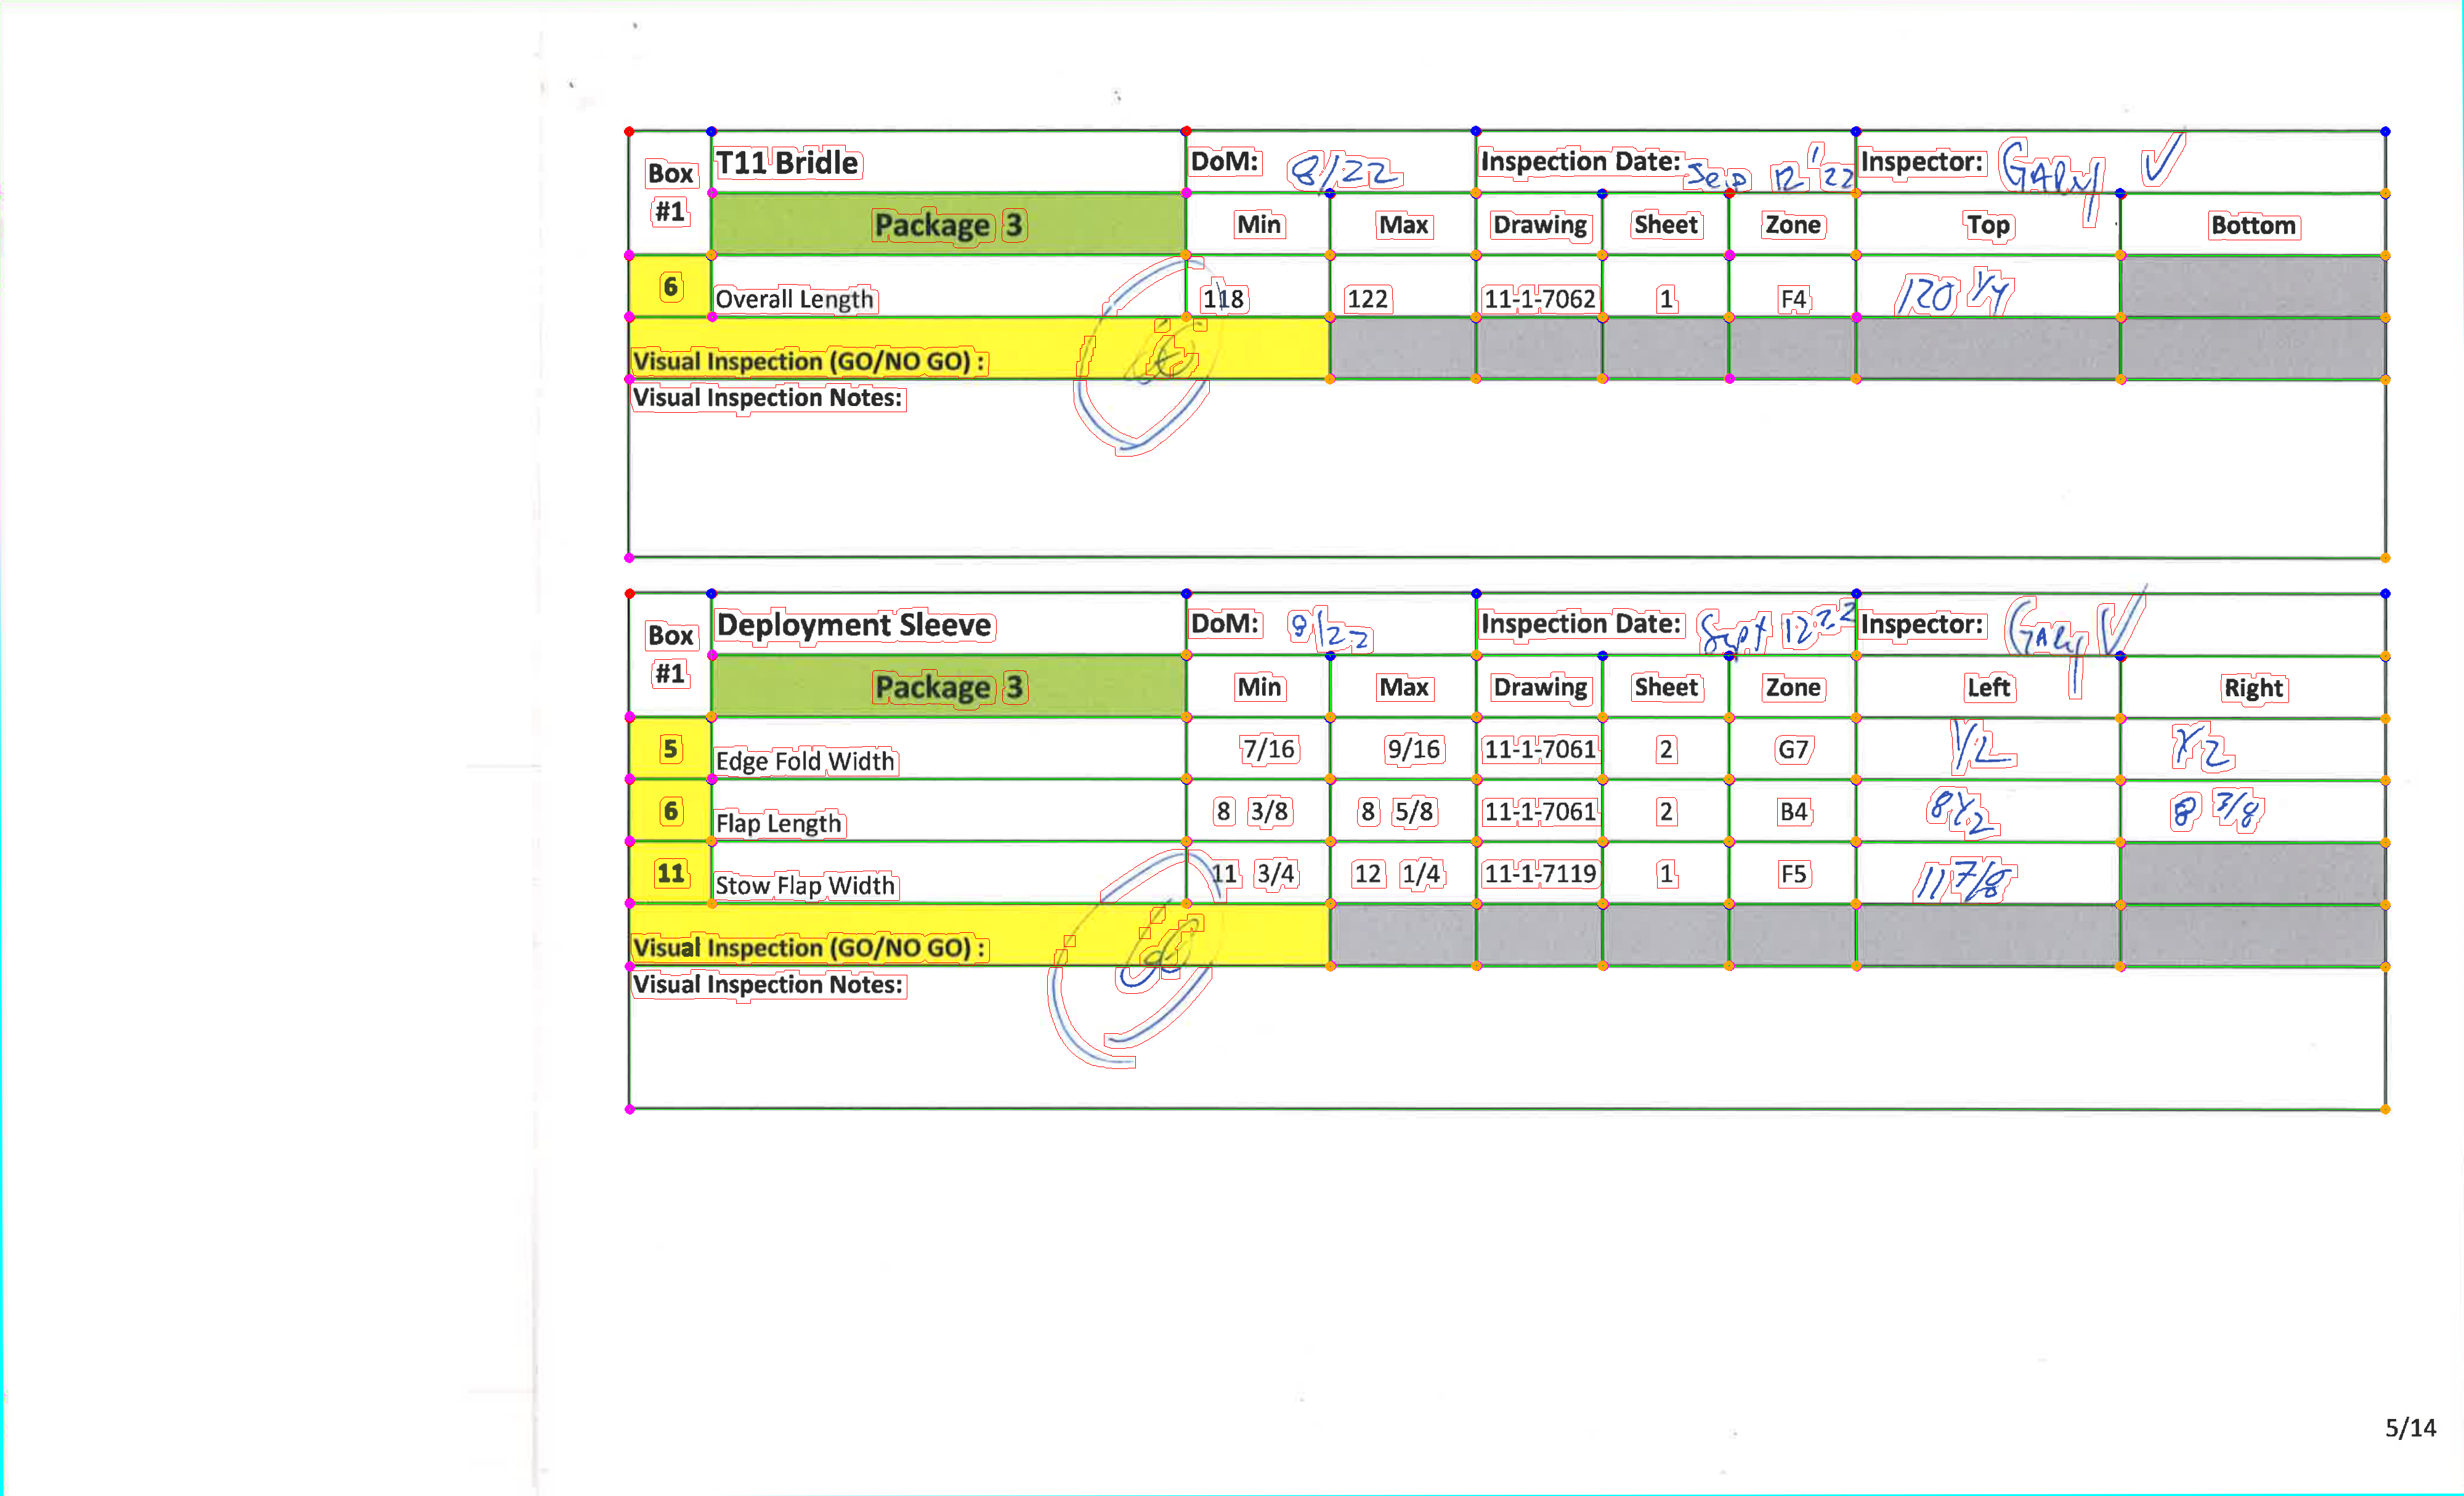 Box #1 T11 Bridle DoM: 8/22 Inspection Date: Sep 12 '22 Inspector: GARY ✓
Package 3 Min Max Drawing Sheet Zone Top Bottom
6 Overall Length 118 122 11-1-7062 1 F4 120 1/4
Visual Inspection (GO/NO GO) :
Visual Inspection Notes:
Box #1 Deployment Sleeve DoM: 8/22 Inspection Date: Sept 12 22 Inspector: GARY ✓
Package 3 Min Max Drawing Sheet Zone Left Right
5 Edge Fold Width 7/16 9/16 11-1-7061 2 G7 1/2 1/2
6 Flap Length 8 3/8 8 5/8 11-1-7061 2 B4 8 1/2 8 3/8
11 Stow Flap Width 11 3/4 12 1/4 11-1-7119 1 F5 11 7/8
Visual Inspection (GO/NO GO) :
Visual Inspection Notes:
5/14